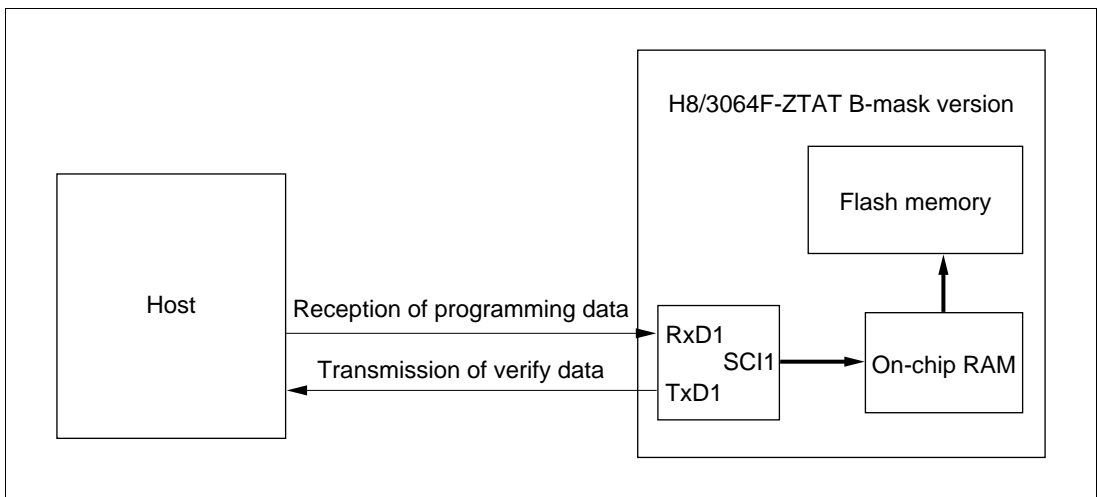 H8/3064F-ZTAT B-mask version
Flash memory
Host
Reception of programming data
RxD1
SCI1
On-chip RAM
Transmission of verify data
TxD1